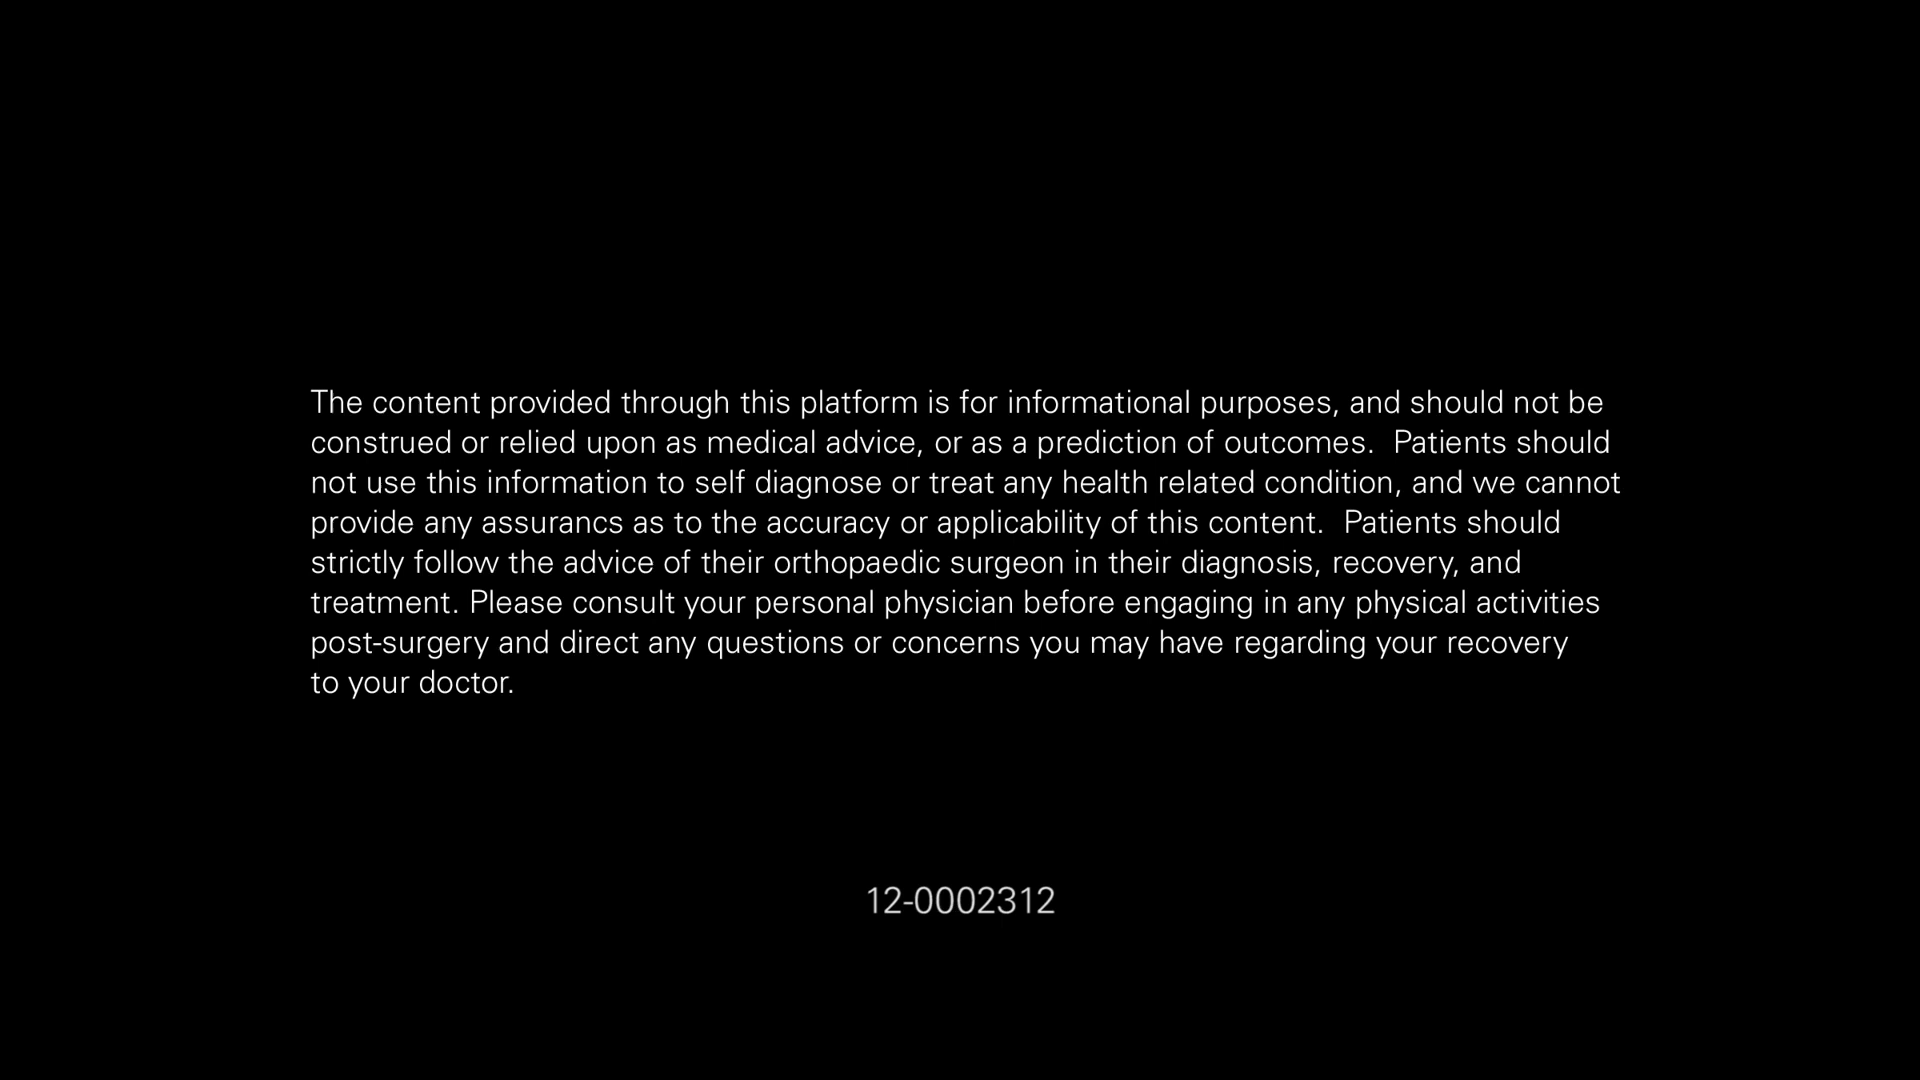 The content provided through this platform is for informational purposes, and should not be
construed or relied upon as medical advice, or as a prediction of outcomes.  Patients should
not use this information to self diagnose or treat any health related condition, and we cannot
provide any assurancs as to the accuracy or applicability of this content.  Patients should
strictly follow the advice of their orthopaedic surgeon in their diagnosis, recovery, and
treatment. Please consult your personal physician before engaging in any physical activities
post-surgery and direct any questions or concerns you may have regarding your recovery
to your doctor.
12-0002312